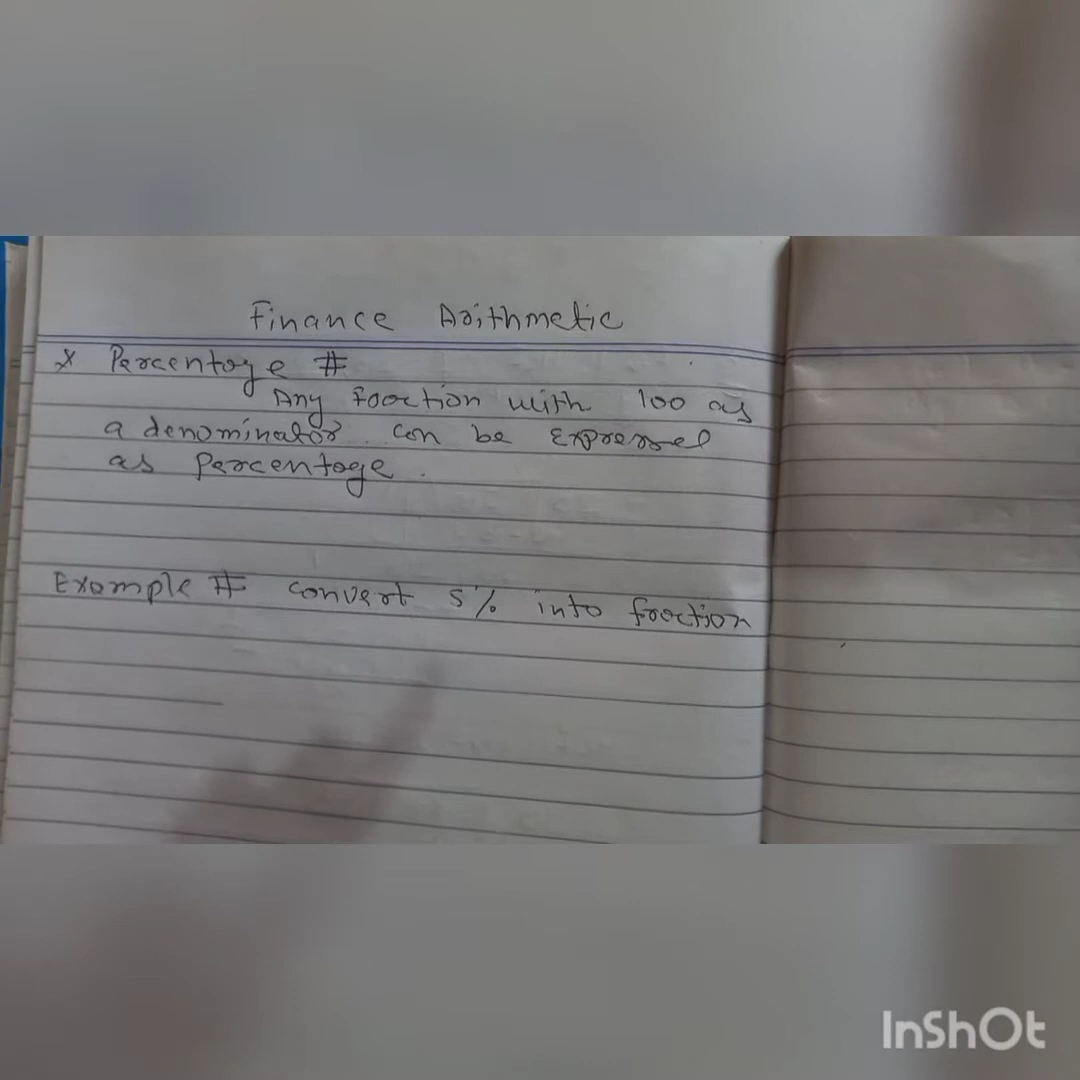 Finance Arithmetic
* Percentage #
Any fraction with 100 as
a denominator can be Expressed
as percentage.
Example # convert 5% into fraction
InShOt